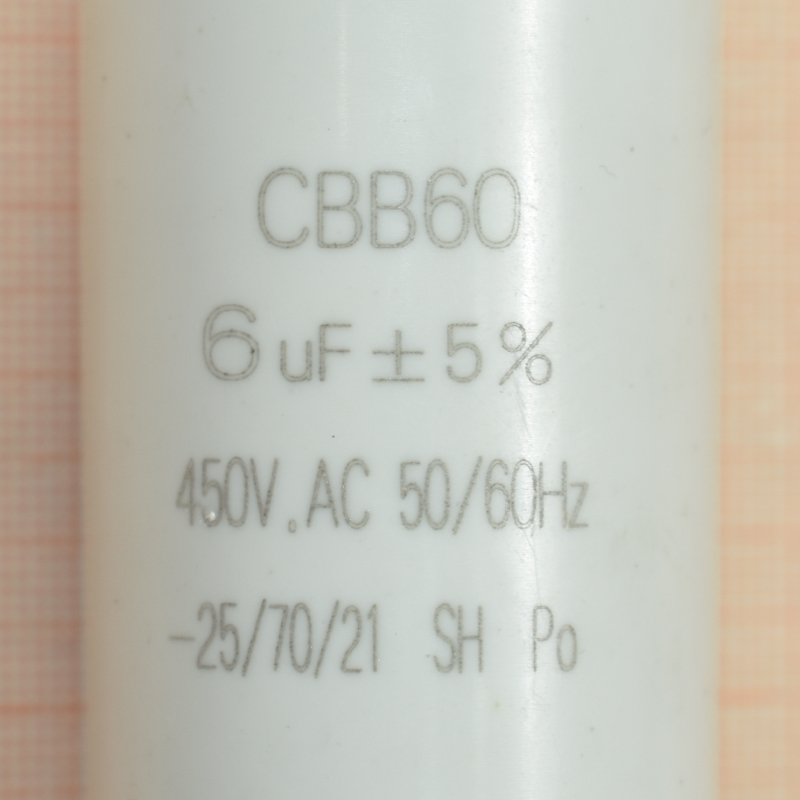 CBB60
6uF±5%
450V.AC 50/60Hz
-25/70/21 SH Po